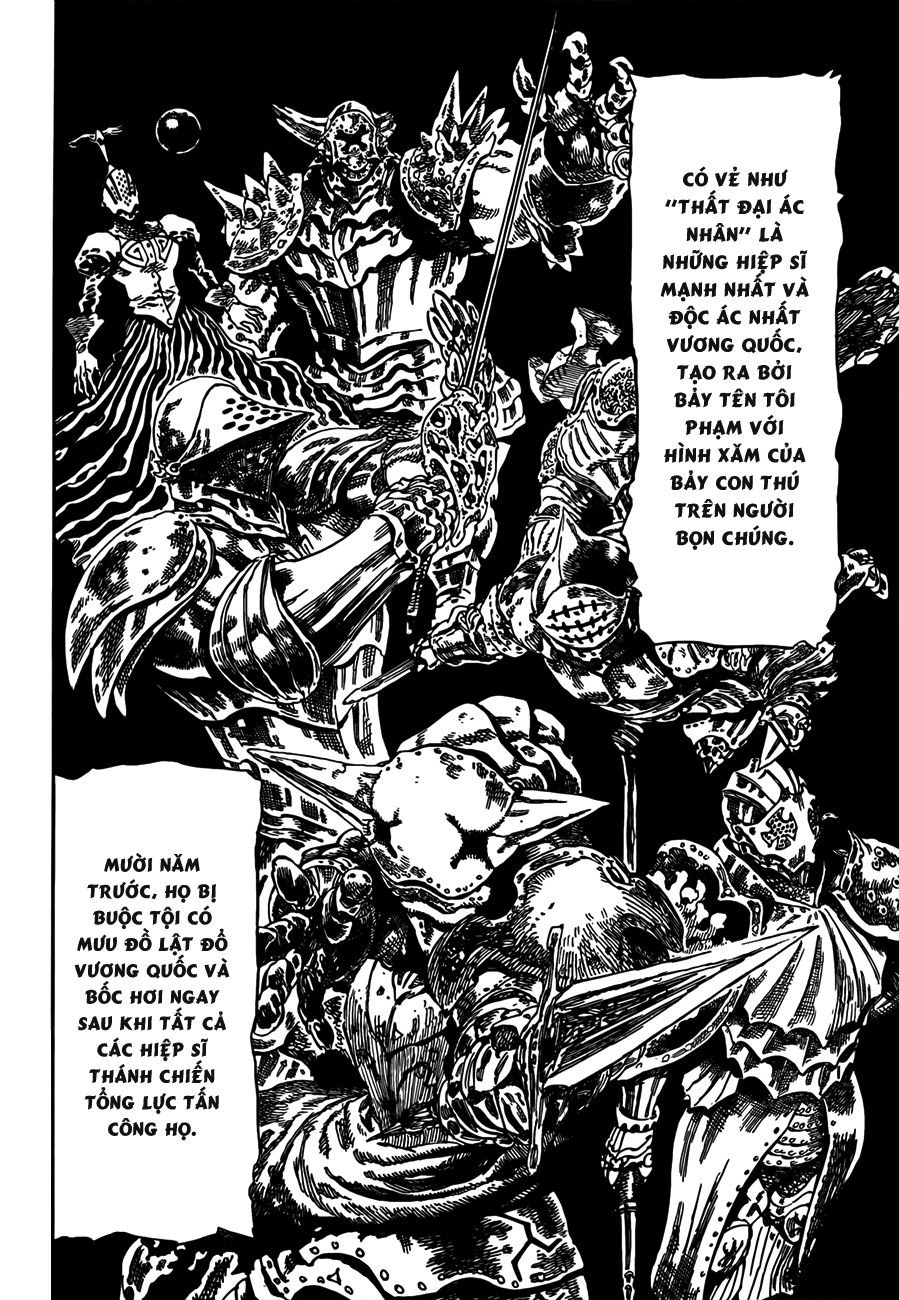 CÓ VẺ NHƯ
"THẤT ĐẠI ÁC
NHÂN" LÀ
NHỮNG HIỆP SĨ
MẠNH NHẤT VÀ
ĐỘC ÁC NHẤT
VƯƠNG QUỐC,
TẠO RA BỞI
BẢY TÊN TÔI
PHẠM VỚI
HÌNH XĂM CỦA
BẢY CON THÚ
TRÊN NGƯỜI
BỌN CHÚNG.
MƯỜI NĂM
TRƯỚC, HỌ BỊ
BUỘC TỘI CÓ
MƯU ĐỒ LẬT ĐỔ
VƯƠNG QUỐC VÀ
BỐC HƠI NGAY
SAU KHI TẤT CẢ
CÁC HIỆP SĨ
THÁNH CHIẾN
TỔNG LỰC TẤN
CÔNG HỌ.